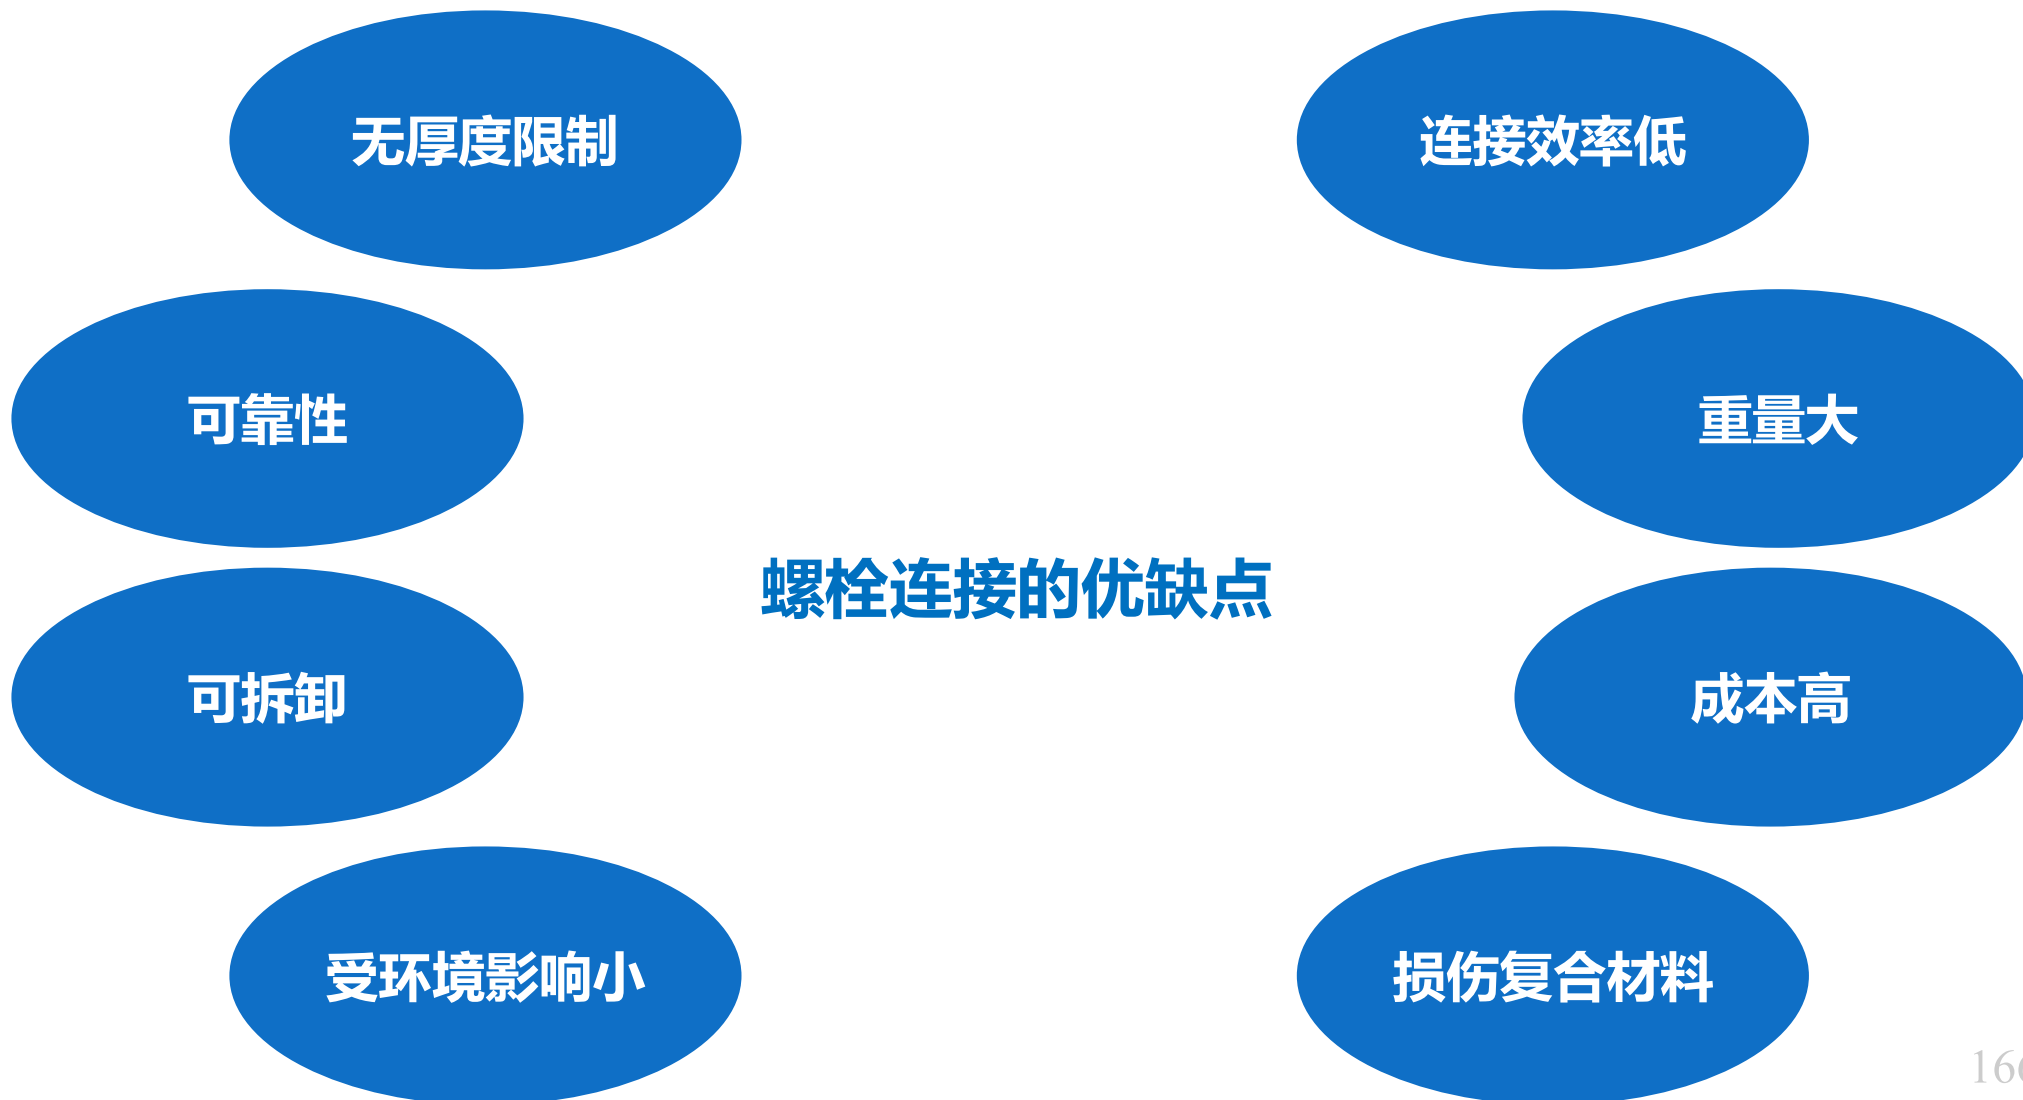 无厚度限制
可靠性
可拆卸
受环境影响小
螺栓连接的优缺点
连接效率低
重量大
成本高
损伤复合材料